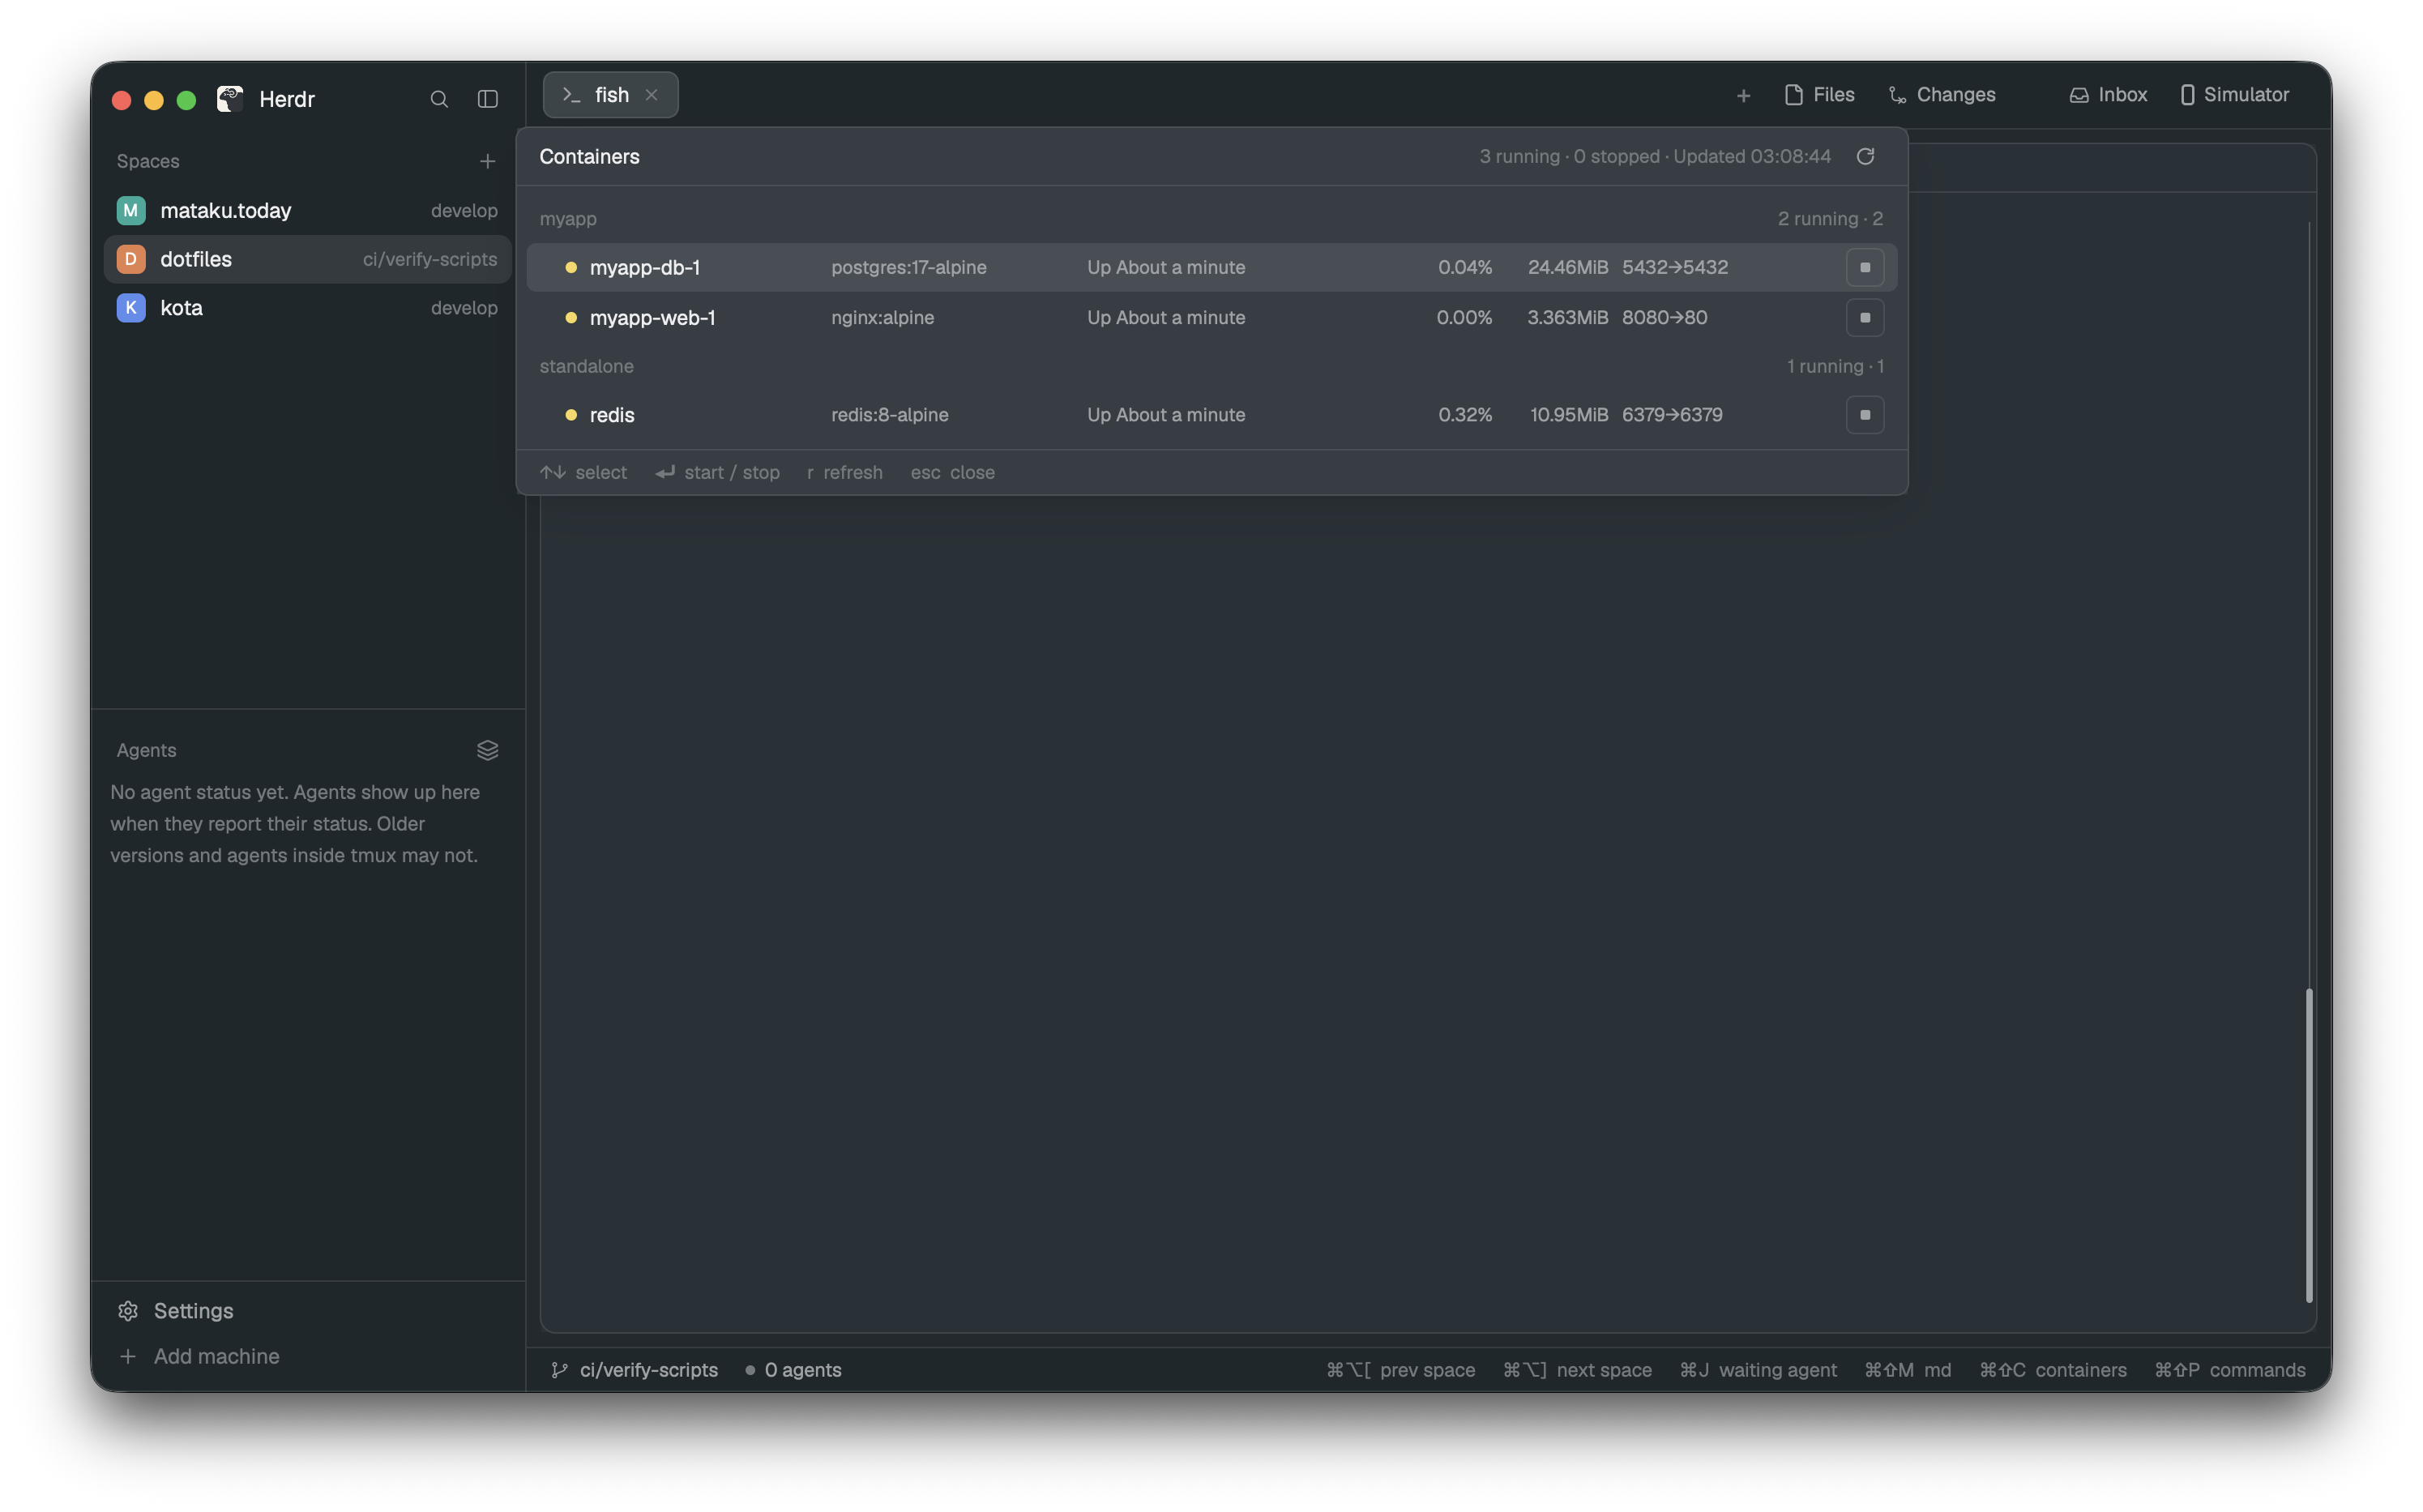 Herdr
fish
Files
Changes
Inbox
Simulator
Spaces
M mataku.today develop
D dotfiles ci/verify-scripts
K kota develop
Containers
3 running · 0 stopped · Updated 03:08:44
myapp 2 running · 2
myapp-db-1 postgres:17-alpine Up About a minute 0.04% 24.46MiB 5432→5432
myapp-web-1 nginx:alpine Up About a minute 0.00% 3.363MiB 8080→80
standalone 1 running · 1
redis redis:8-alpine Up About a minute 0.32% 10.95MiB 6379→6379
↑↓ select ↵ start / stop r refresh esc close
Agents
No agent status yet. Agents show up here
when they report their status. Older
versions and agents inside tmux may not.
Settings
+ Add machine
ci/verify-scripts 0 agents ⌘⌥[ prev space ⌘⌥] next space ⌘J waiting agent ⌘⇧M md ⌘⇧C containers ⌘⇧P commands